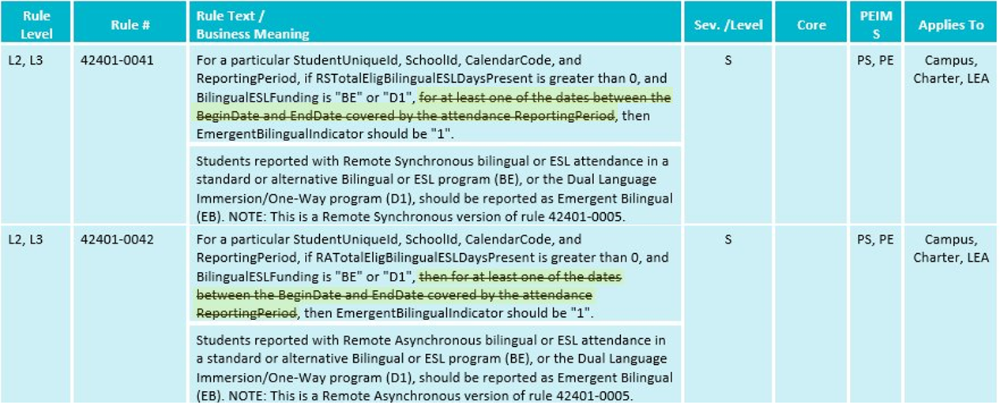 Rule
Level
Rule #
Rule Text /
Business Meaning
Sev. /Level
Core
PEIM
S
Applies To
L2, L3
42401-0041
For a particular StudentUniqueId, SchoolId, CalendarCode, and
ReportingPeriod, if RSTotalEligBilingualESLDaysPresent is greater than 0, and
BilingualESLFunding is "BE" or "D1", for at least one of the dates between the
BeginDate and EndDate covered by the attendance ReportingPeriod, then
EmergentBilingualIndicator should be "1".
Students reported with Remote Synchronous bilingual or ESL attendance in a
standard or alternative Bilingual or ESL program (BE), or the Dual Language
Immersion/One-Way program (D1), should be reported as Emergent Bilingual
(EB). NOTE: This is a Remote Synchronous version of rule 42401-0005.
S
PS, PE
Campus,
Charter, LEA
L2, L3
42401-0042
For a particular StudentUniqueId, SchoolId, CalendarCode, and
ReportingPeriod, if RATotalEligBilingualESLDaysPresent is greater than 0, and
BilingualESLFunding is "BE" or "D1", then for at least one of the dates
between the BeginDate and EndDate covered by the attendance
ReportingPeriod, then EmergentBilingualIndicator should be "1".
Students reported with Remote Asynchronous bilingual or ESL attendance in
a standard or alternative Bilingual or ESL program (BE), or the Dual Language
Immersion/One-Way program (D1), should be reported as Emergent Bilingual
(EB). NOTE: This is a Remote Asynchronous version of rule 42401-0005.
S
PS, PE
Campus,
Charter, LEA